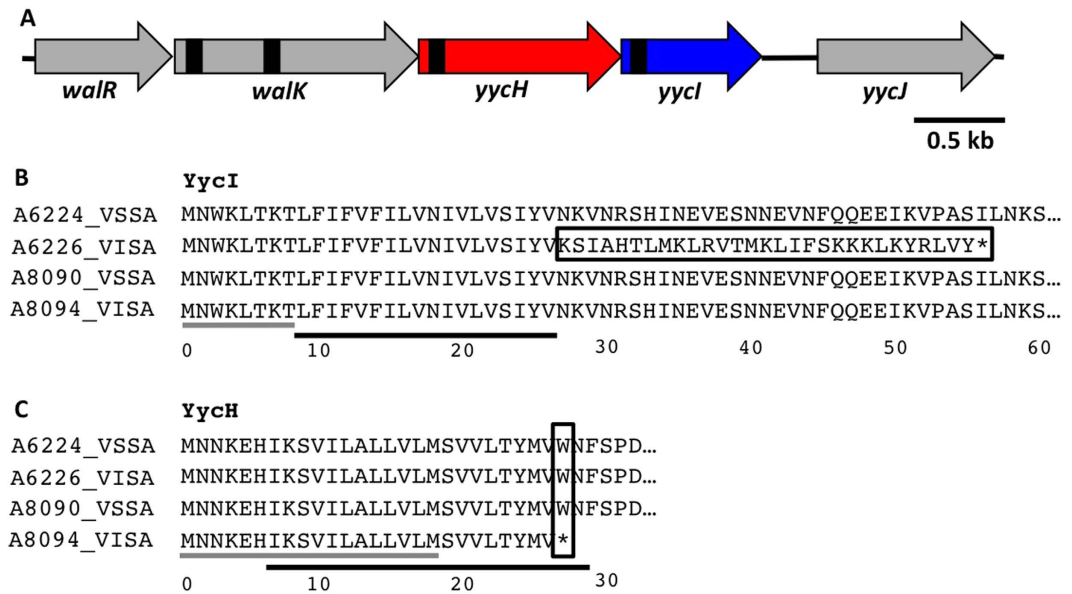 A
walR walK yycH yycI yycJ
0.5 kb
B YycI
A6224_VSSA MNWKLTKTLFIFVFILVNIVLVSIYVNKVNRSHINEVESNNEVNFQQEEIKVPASILNKS…
A6226_VISA MNWKLTKTLFIFVFILVNIVLVSIYVKSIAHTLMKLRVTMKLIFSKKKLKYRLVY*
A8090_VSSA MNWKLTKTLFIFVFILVNIVLVSIYVNKVNRSHINEVESNNEVNFQQEEIKVPASILNKS…
A8094_VISA MNWKLTKTLFIFVFILVNIVLVSIYVNKVNRSHINEVESNNEVNFQQEEIKVPASILNKS…
0 10 20 30 40 50 60
C YycH
A6224_VSSA MNNKEHIKSVILALLVLMSVVLTYMVWNFSPD…
A6226_VISA MNNKEHIKSVILALLVLMSVVLTYMVWNFSPD…
A8090_VSSA MNNKEHIKSVILALLVLMSVVLTYMVWNFSPD…
A8094_VISA MNNKEHIKSVILALLVLMSVVLTYMV*
0 10 20 30